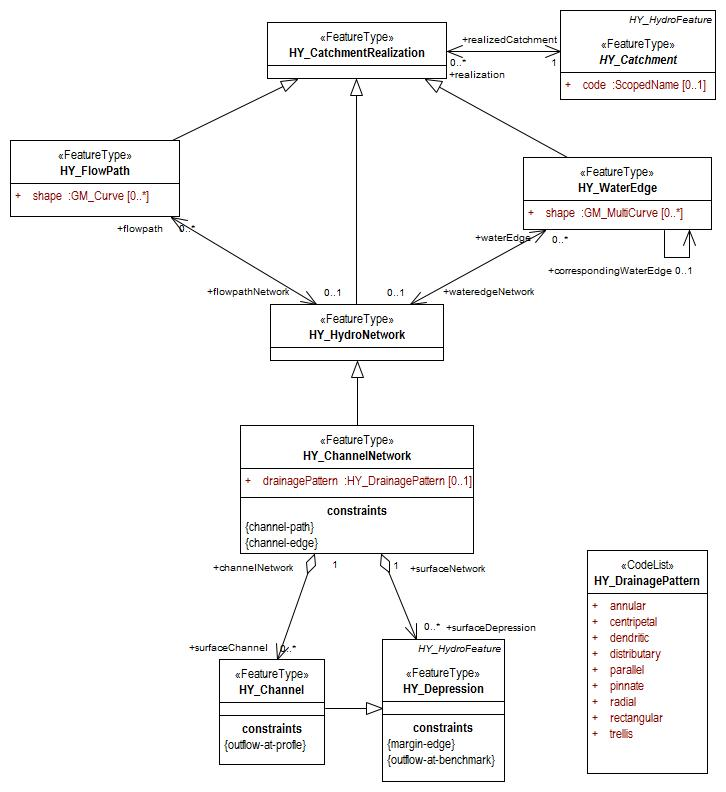 «FeatureType»
HY_CatchmentRealization
+realizedCatchment
0..*
1
+realization
HY_HydroFeature
«FeatureType»
HY_Catchment
+ code :ScopedName [0..1]
«FeatureType»
HY_FlowPath
+ shape :GM_Curve [0..*]
«FeatureType»
HY_WaterEdge
+ shape :GM_MultiCurve [0..*]
+flowpath
0..*
+waterEdge
0..*
+correspondingWaterEdge 0..1
+flowpathNetwork
0..1
0..1
+wateredgeNetwork
«FeatureType»
HY_HydroNetwork
«FeatureType»
HY_ChannelNetwork
+ drainagePattern :HY_DrainagePattern [0..1]
constraints
{channel-path}
{channel-edge}
+channelNetwork
1
1
+surfaceNetwork
+surfaceChannel
0..*
0..*
+surfaceDepression
«FeatureType»
HY_Channel
constraints
{outflow-at-profle}
HY_HydroFeature
«FeatureType»
HY_Depression
constraints
{margin-edge}
{outflow-at-benchmark}
«CodeList»
HY_DrainagePattern
+ annular
+ centripetal
+ dendritic
+ distributary
+ parallel
+ pinnate
+ radial
+ rectangular
+ trellis